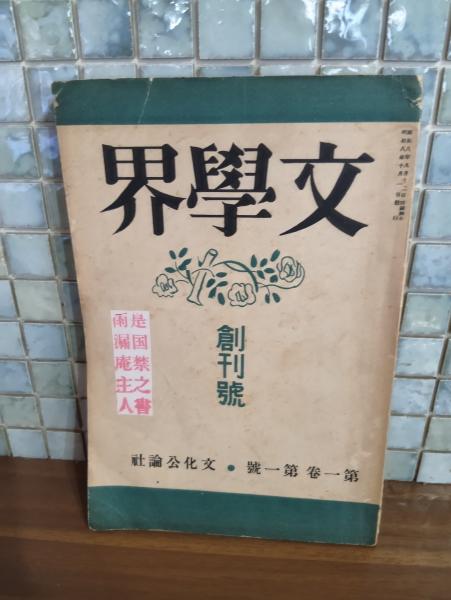 文學界
創刊號
是国禁之書
雨漏庵主人
第一卷第一號・文化公論社